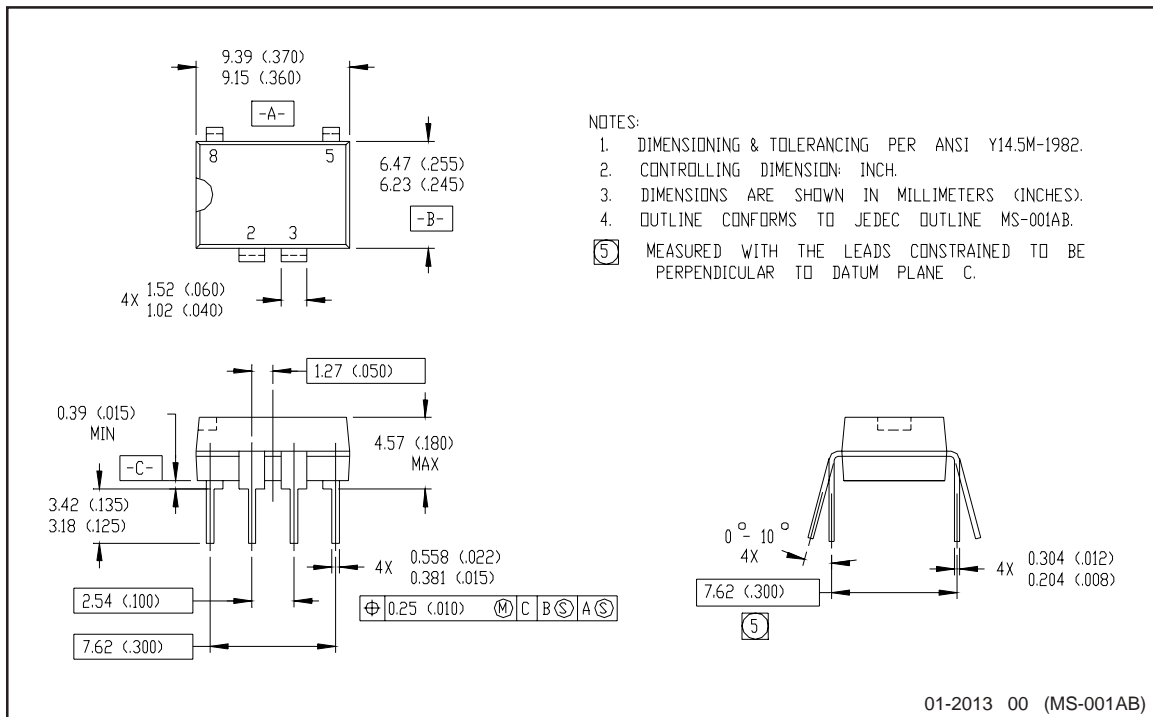 9.39 (.370)
9.15 (.360)
-A-
8
5
6.47 (.255)
6.23 (.245)
-B-
2
3
4X 1.52 (.060)
1.02 (.040)
NOTES:
1. DIMENSIONING & TOLERANCING PER ANSI Y14.5M-1982.
2. CONTROLLING DIMENSION: INCH.
3. DIMENSIONS ARE SHOWN IN MILLIMETERS (INCHES).
4. OUTLINE CONFORMS TO JEDEC OUTLINE MS-001AB.
5 MEASURED WITH THE LEADS CONSTRAINED TO BE
PERPENDICULAR TO DATUM PLANE C.
1.27 (.050)
0.39 (.015)
MIN
-C-
4.57 (.180)
MAX
3.42 (.135)
3.18 (.125)
4X 0.558 (.022)
0.381 (.015)
2.54 (.100)
⌖ 0.25 (.010) Ⓜ C BⓈ AⓈ
7.62 (.300)
0° - 10°
4X
4X 0.304 (.012)
0.204 (.008)
7.62 (.300)
5
01-2013 00 (MS-001AB)